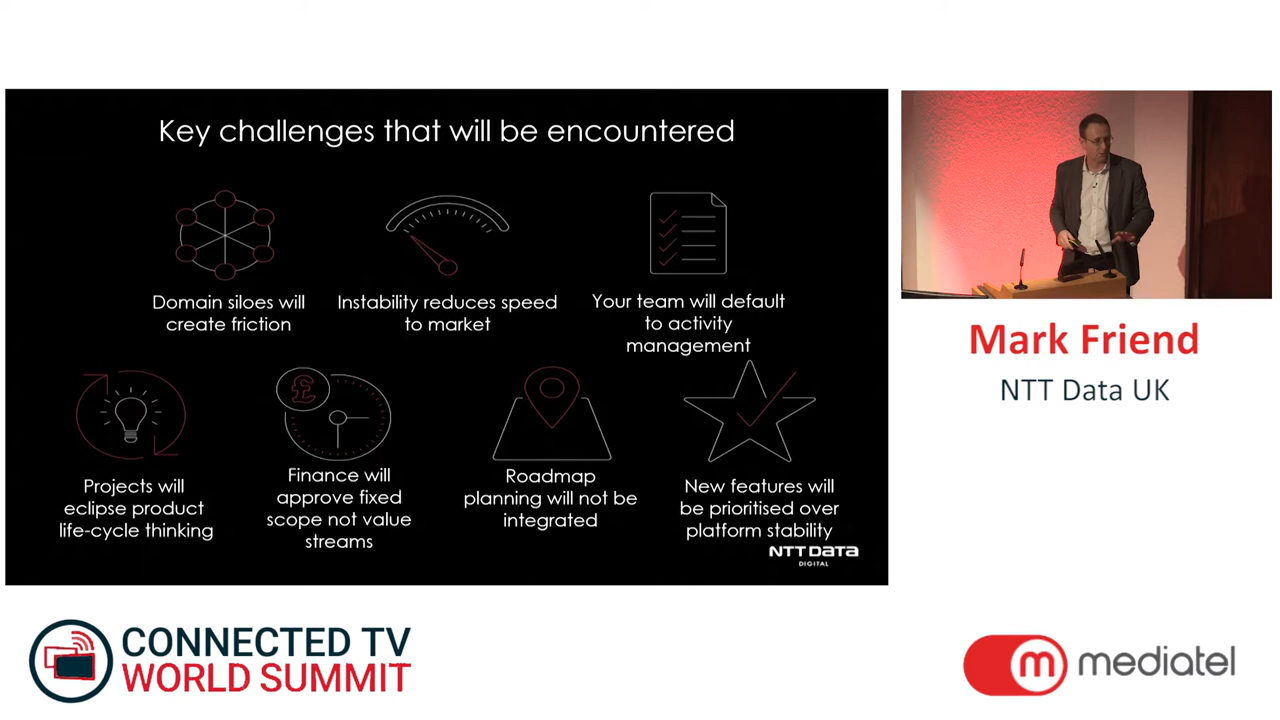 Key challenges that will be encountered
Domain siloes will
create friction
Instability reduces speed
to market
Your team will default
to activity
management
Projects will
eclipse product
life-cycle thinking
£
Finance will
approve fixed
scope not value
streams
Roadmap
planning will not be
integrated
New features will
be prioritised over
platform stability
NTT DATA
DIGITAL
Mark Friend
NTT Data UK
CONNECTED TV
WORLD SUMMIT
m mediatel